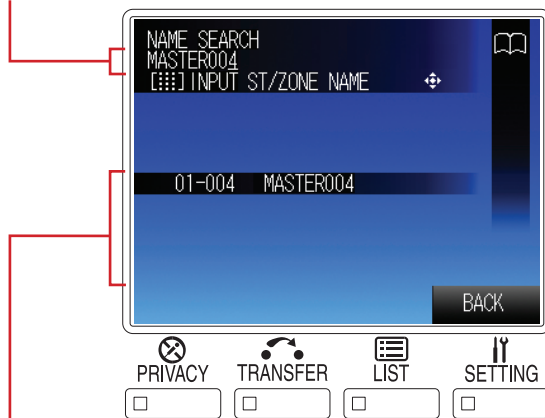 NAME SEARCH
MASTER004
[⁝⁝⁝] INPUT ST/ZONE NAME
01-004 MASTER004
BACK
PRIVACY TRANSFER LIST SETTING